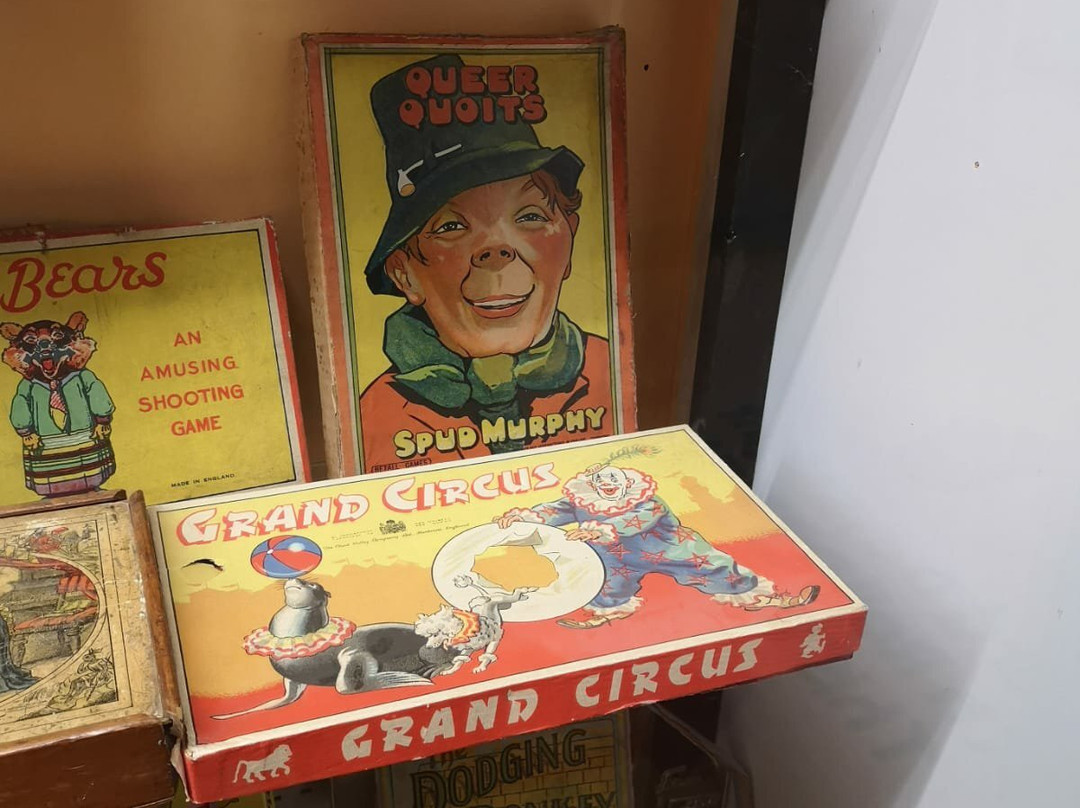 QUEER
QUOITS
SPUD MURPHY
Bears
AN
AMUSING
SHOOTING
GAME
MADE IN ENGLAND
GRAND CIRCUS
GRAND CIRCUS
DODGING